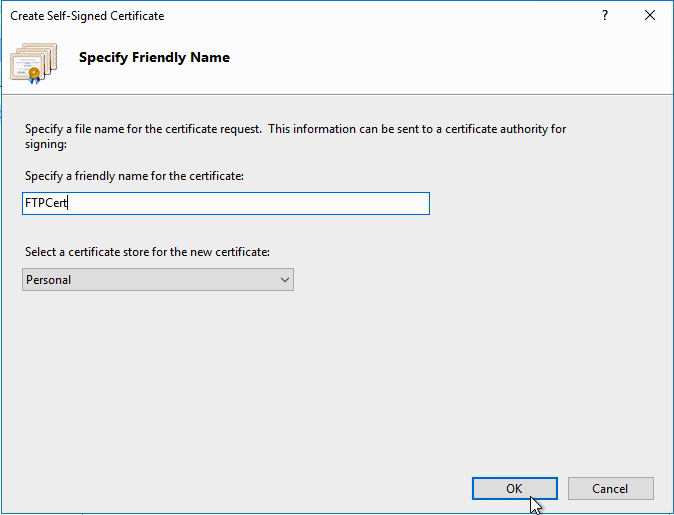 Create Self-Signed Certificate
?
Specify Friendly Name
Specify a file name for the certificate request.  This information can be sent to a certificate authority for
signing:
Specify a friendly name for the certificate:
FTPCert
Select a certificate store for the new certificate:
Personal
OK
Cancel